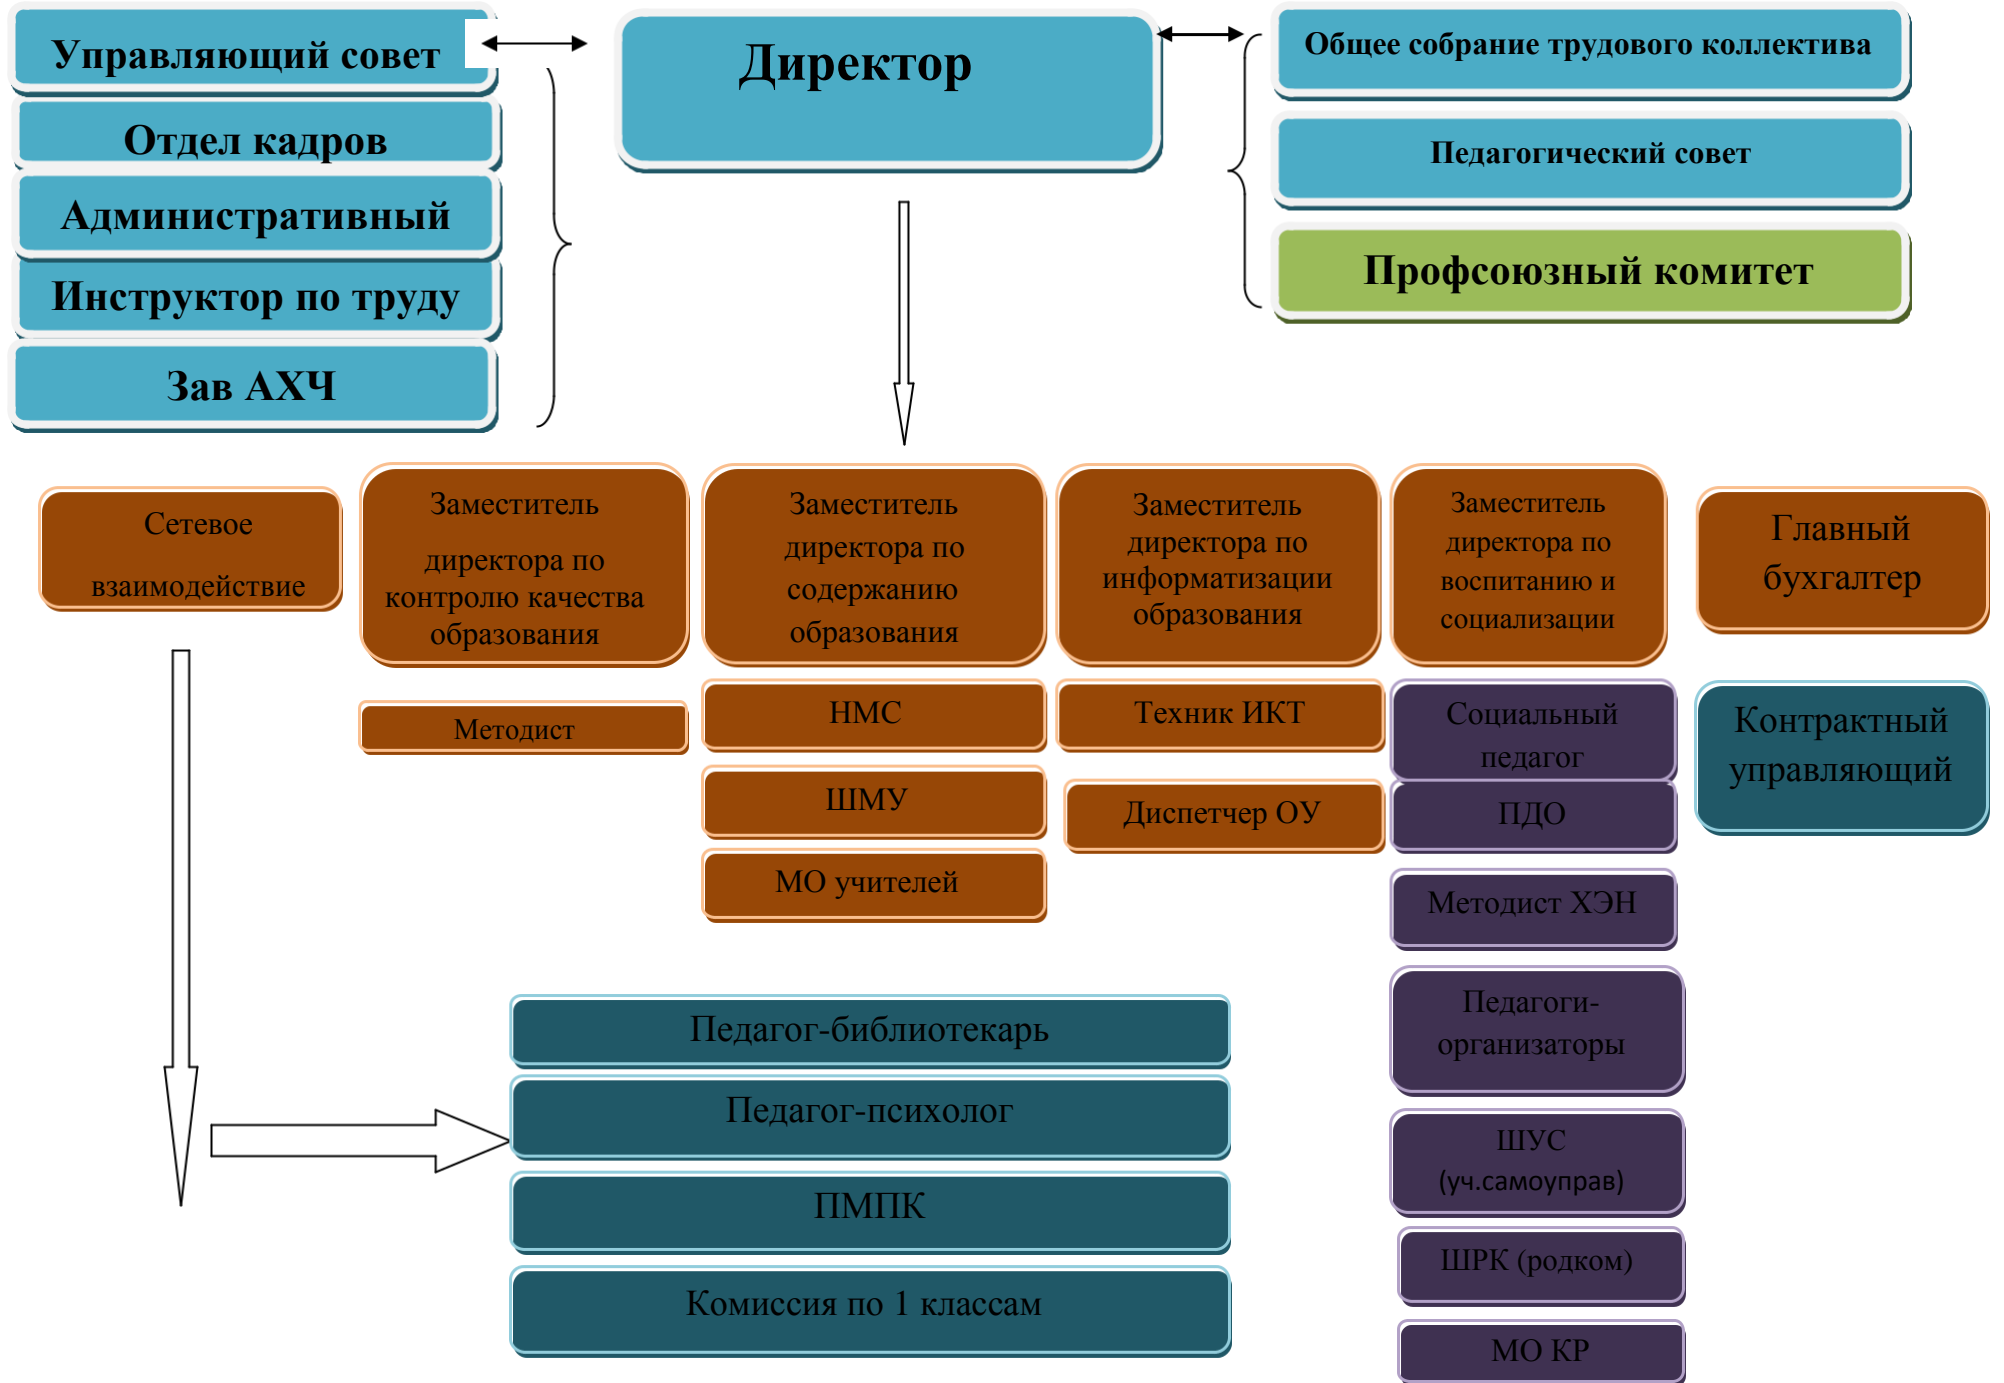 Управляющий совет
Отдел кадров
Административный
Инструктор по труду
Зав АХЧ
Директор
Общее собрание трудового коллектива
Педагогический совет
Профсоюзный комитет
Сетевое
взаимодействие
Заместитель
директора по
контролю качества
образования
Методист
Заместитель
директора по
содержанию
образования
НМС
ШМУ
МО учителей
Заместитель
директора по
информатизации
образования
Техник ИКТ
Диспетчер ОУ
Заместитель
директора по
воспитанию и
социализации
Социальный
педагог
ПДО
Методист ХЭН
Педагоги-
организаторы
ШУС
(уч.самоуправ)
ШРК (родком)
МО КР
Главный
бухгалтер
Контрактный
управляющий
Педагог-библиотекарь
Педагог-психолог
ПМПК
Комиссия по 1 классам